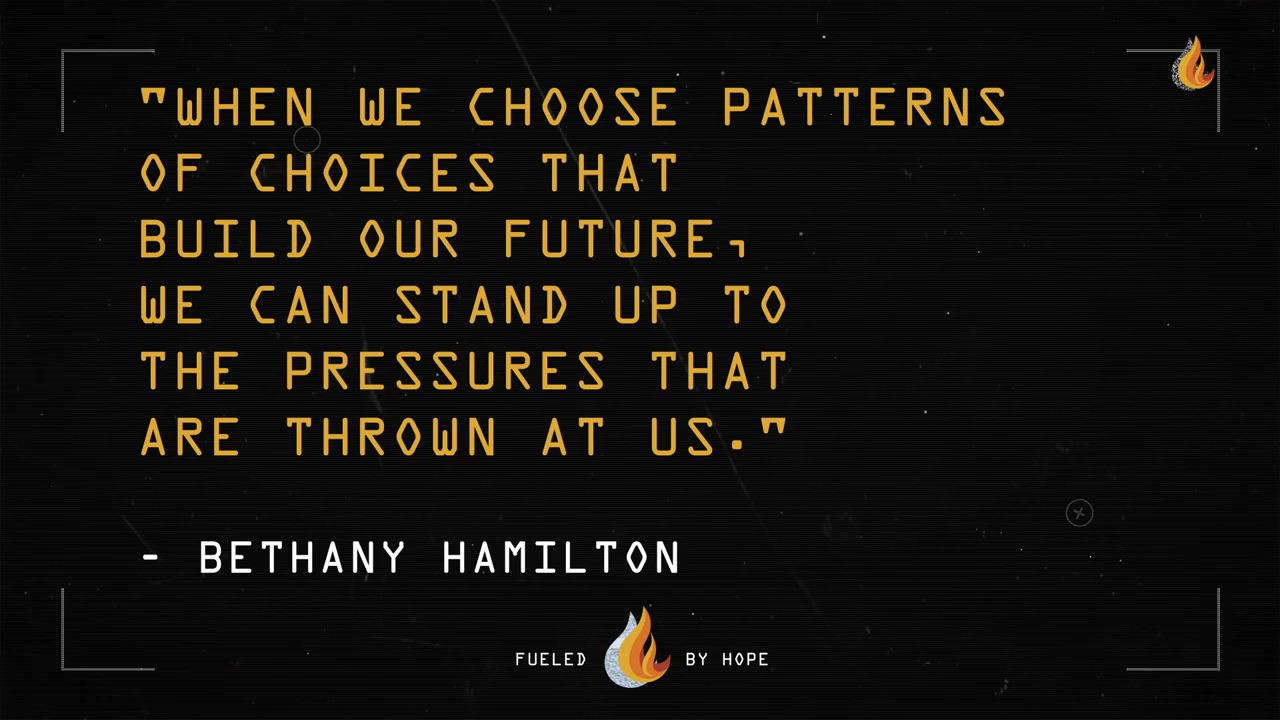 "WHEN WE CHOOSE PATTERNS
OF CHOICES THAT
BUILD OUR FUTURE,
WE CAN STAND UP TO
THE PRESSURES THAT
ARE THROWN AT US."
- BETHANY HAMILTON
FUELED BY HOPE